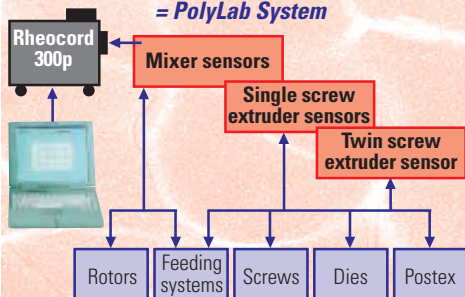 = PolyLab System
Rheocord
300p
Mixer sensors
Single screw
extruder sensors
Twin screw
extruder sensor
Rotors
Feeding
systems
Screws
Dies
Postex